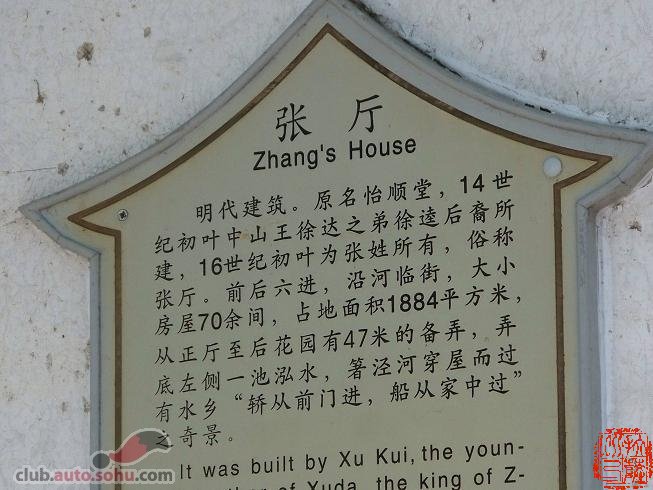 张 厅
Zhang's House
明代建筑。原名怡顺堂，14世
纪初叶中山王徐达之弟徐逵后裔所
建，16世纪初叶为张姓所有，俗称
张厅。前后六进，沿河临街，大小
房屋70余间，占地面积1884平方米，
从正厅至后花园有47米的备弄，弄
底左侧一池泓水，箸泾河穿屋而过
有水乡“轿从前门进，船从家中过”
之奇景。
It was built by Xu Kui, the youn-
of Xuda, the king of Z-
club.auto.sohu.com